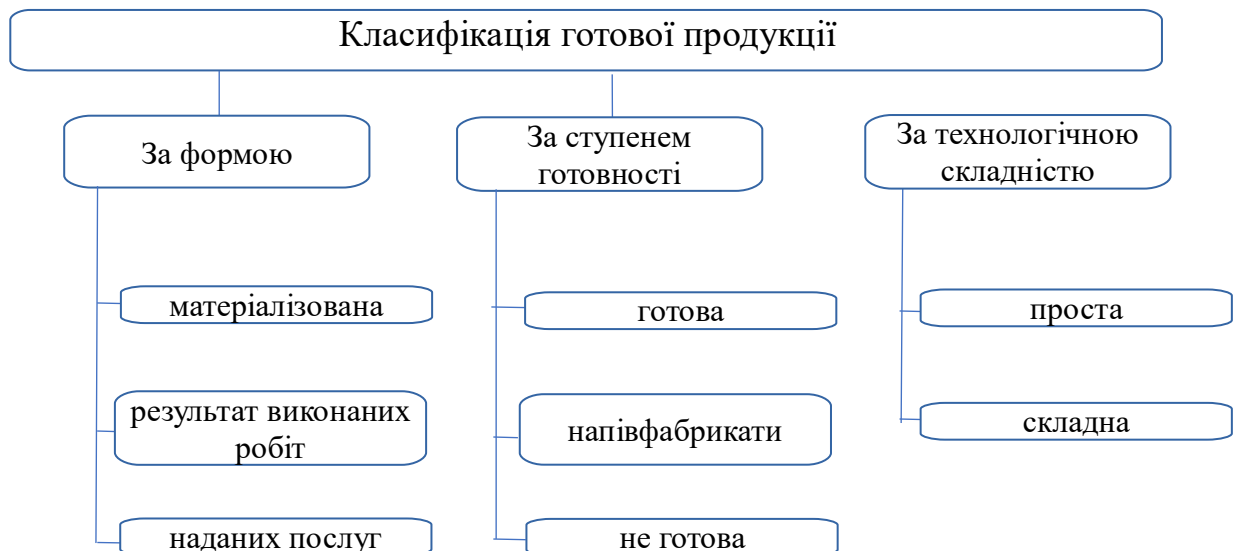 Класифікація готової продукції
За формою
За ступенем
готовності
За технологічною
складністю
матеріалізована
готова
проста
результат виконаних
робіт
напівфабрикати
складна
наданих послуг
не готова